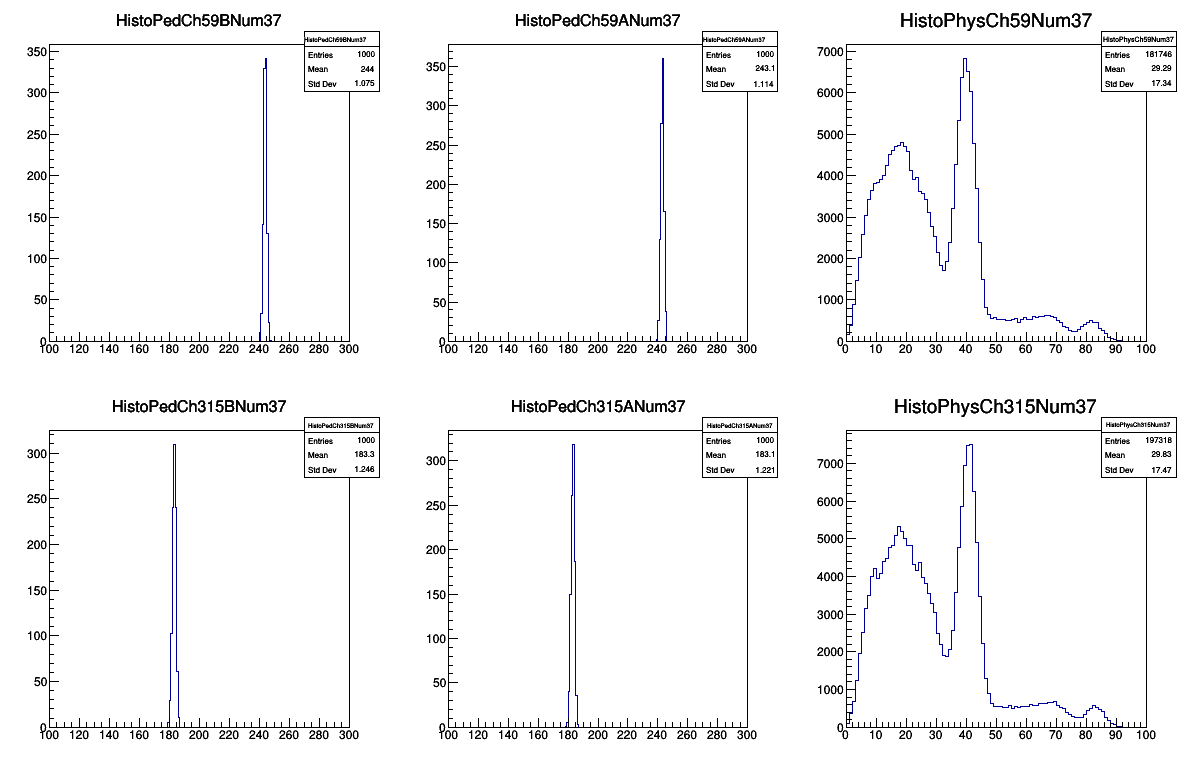 HistoPedCh59BNum37
HistoPedCh59BNum37
Entries 1000
Mean 244
Std Dev 1.075
350
300
250
200
150
100
50
0
100 120 140 160 180 200 220 240 260 280 300
HistoPedCh59ANum37
HistoPedCh59ANum37
Entries 1000
Mean 243.1
Std Dev 1.114
350
300
250
200
150
100
50
0
100 120 140 160 180 200 220 240 260 280 300
HistoPhysCh59Num37
HistoPhysCh59Num37
Entries 181746
Mean 29.29
Std Dev 17.34
7000
6000
5000
4000
3000
2000
1000
0
0 10 20 30 40 50 60 70 80 90 100
HistoPedCh315BNum37
HistoPedCh315BNum37
Entries 1000
Mean 183.3
Std Dev 1.246
300
250
200
150
100
50
0
100 120 140 160 180 200 220 240 260 280 300
HistoPedCh315ANum37
HistoPedCh315ANum37
Entries 1000
Mean 183.1
Std Dev 1.221
300
250
200
150
100
50
0
100 120 140 160 180 200 220 240 260 280 300
HistoPhysCh315Num37
HistoPhysCh315Num37
Entries 197318
Mean 29.83
Std Dev 17.47
7000
6000
5000
4000
3000
2000
1000
0
0 10 20 30 40 50 60 70 80 90 100